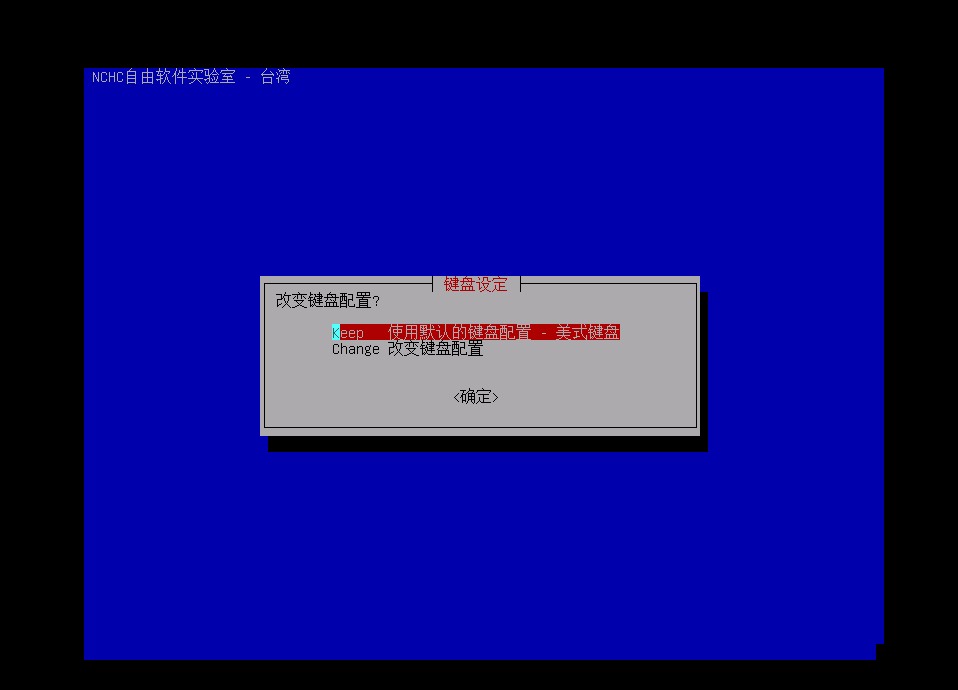 NCHC自由软件实验室 - 台湾
键盘设定
改变键盘配置?
Keep 使用默认的键盘配置 - 美式键盘
Change 改变键盘配置
<确定>